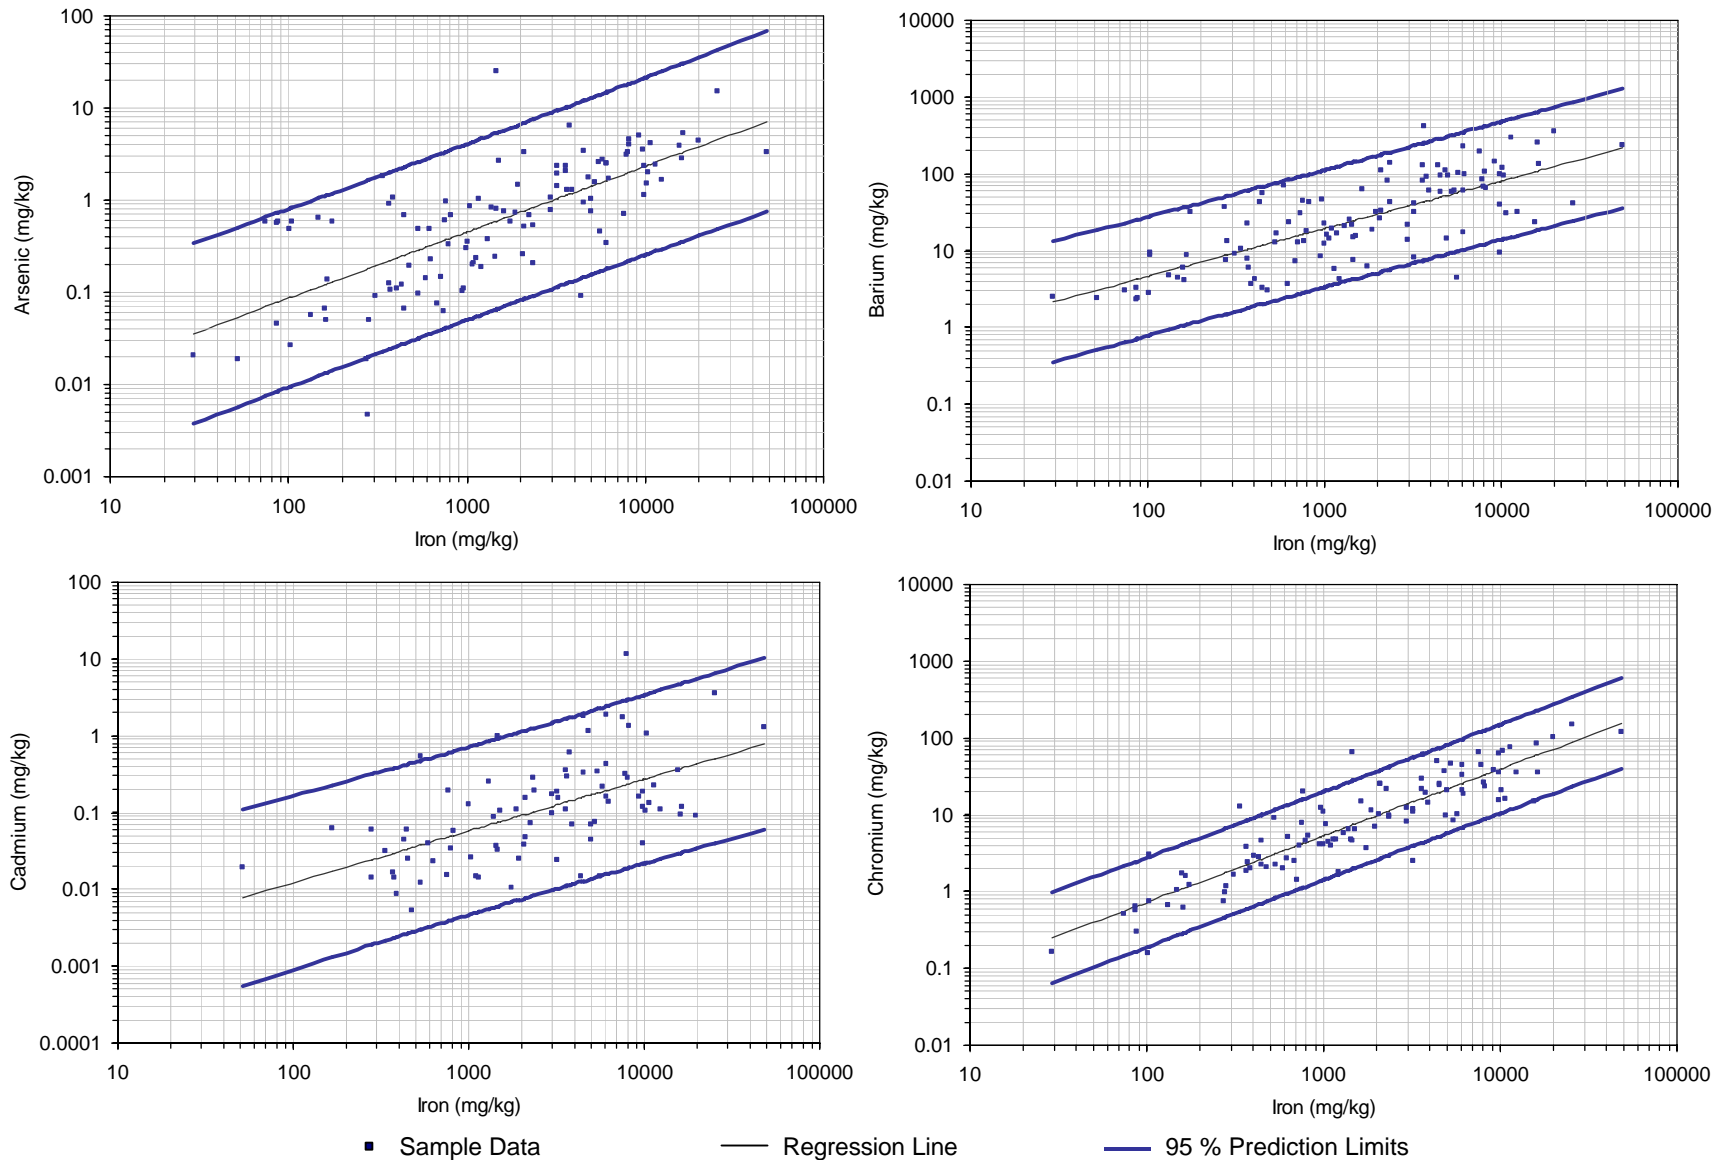 100
10
1
0.1
0.01
0.001
Arsenic (mg/kg)
10 100 1000 10000 100000
Iron (mg/kg)
10000
1000
100
10
1
0.1
0.01
Barium (mg/kg)
10 100 1000 10000 100000
Iron (mg/kg)
100
10
1
0.1
0.01
0.001
0.0001
Cadmium (mg/kg)
10 100 1000 10000 100000
Iron (mg/kg)
10000
1000
100
10
1
0.1
0.01
Chromium (mg/kg)
10 100 1000 10000 100000
Iron (mg/kg)
Sample Data Regression Line 95 % Prediction Limits